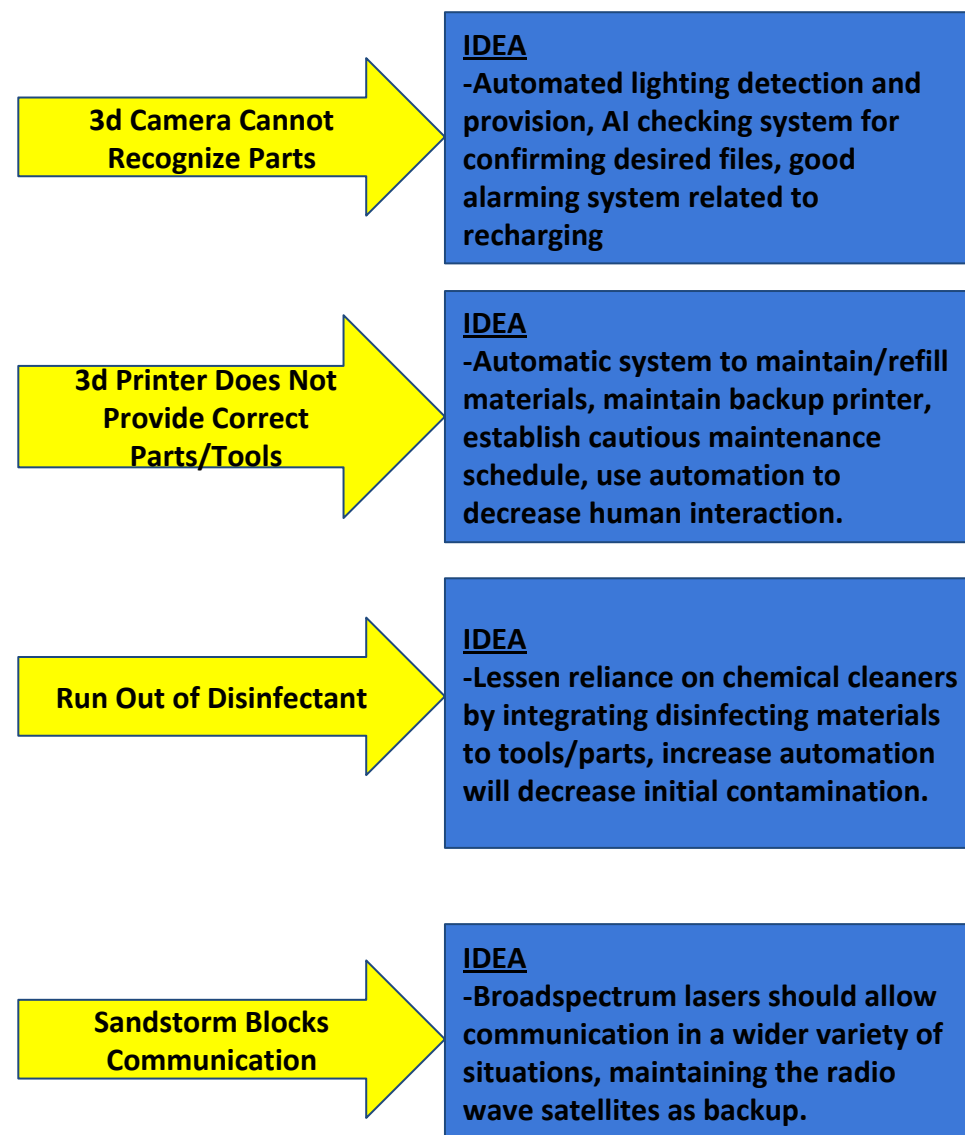 3d Camera Cannot
Recognize Parts
IDEA
-Automated lighting detection and
provision, AI checking system for
confirming desired files, good
alarming system related to
recharging
3d Printer Does Not
Provide Correct
Parts/Tools
IDEA
-Automatic system to maintain/refill
materials, maintain backup printer,
establish cautious maintenance
schedule, use automation to
decrease human interaction.
Run Out of Disinfectant
IDEA
-Lessen reliance on chemical cleaners
by integrating disinfecting materials
to tools/parts, increase automation
will decrease initial contamination.
Sandstorm Blocks
Communication
IDEA
-Broadspectrum lasers should allow
communication in a wider variety of
situations, maintaining the radio
wave satellites as backup.